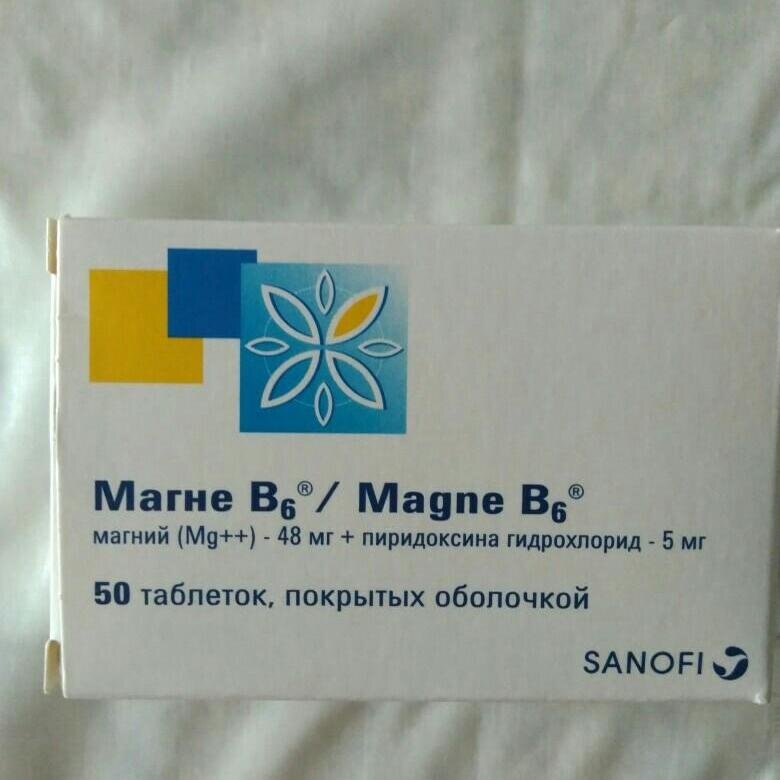 Магне B6® / Magne B6®
магний (Mg++) - 48 мг + пиридоксина гидрохлорид - 5 мг
50 таблеток, покрытых оболочкой
SANOFI